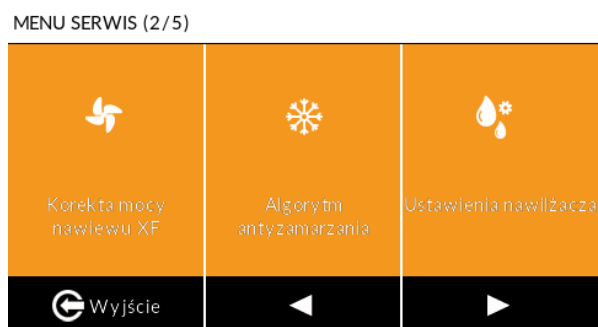 MENU SERWIS (2/5)
Korekta mocy
nawiewu XF
Algorytm
antyzamarzania
Ustawienia nawilżacza
Wyjście